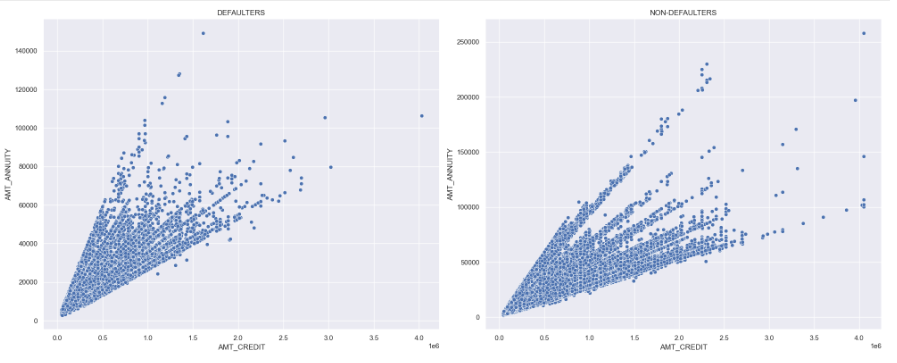 DEFAULTERS
140000
120000
100000
80000
60000
40000
20000
0
AMT_ANNUITY
0.0 0.5 1.0 1.5 2.0 2.5 3.0 3.5 4.0
1e6
AMT_CREDIT
NON-DEFAULTERS
250000
200000
150000
100000
50000
0
AMT_ANNUITY
0.0 0.5 1.0 1.5 2.0 2.5 3.0 3.5 4.0
1e6
AMT_CREDIT